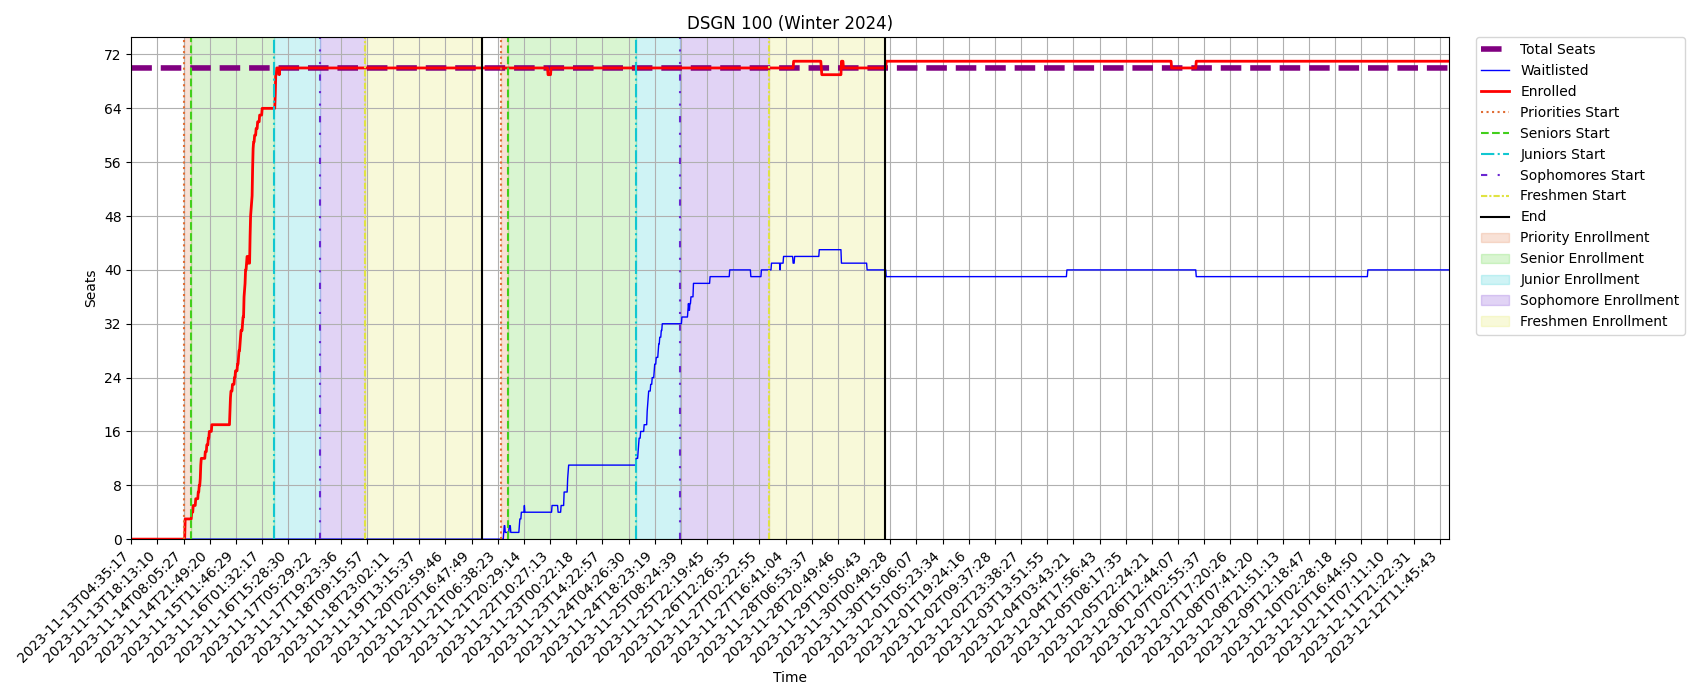 DSGN 100 (Winter 2024)
72
64
56
48
40
32
24
16
8
0
Seats
2023-11-13T04:35:17
2023-11-13T18:13:10
2023-11-14T08:05:27
2023-11-14T21:49:20
2023-11-15T11:46:29
2023-11-16T01:32:17
2023-11-16T15:28:30
2023-11-17T05:29:22
2023-11-17T19:23:36
2023-11-18T09:15:57
2023-11-18T23:02:11
2023-11-19T13:15:37
2023-11-20T02:59:46
2023-11-20T16:47:49
2023-11-21T06:38:23
2023-11-21T20:29:14
2023-11-22T10:27:13
2023-11-23T00:22:18
2023-11-23T14:22:57
2023-11-24T04:26:30
2023-11-24T18:23:19
2023-11-25T08:24:39
2023-11-25T22:19:45
2023-11-26T12:26:35
2023-11-27T02:22:55
2023-11-27T16:41:04
2023-11-28T06:53:37
2023-11-28T20:49:46
2023-11-29T10:50:43
2023-11-30T00:49:28
2023-11-30T15:06:07
2023-12-01T05:23:34
2023-12-01T19:24:16
2023-12-02T09:37:28
2023-12-02T23:38:27
2023-12-03T13:51:55
2023-12-04T03:43:21
2023-12-04T17:56:43
2023-12-05T08:17:35
2023-12-05T22:24:21
2023-12-06T12:44:07
2023-12-07T02:55:37
2023-12-07T17:20:26
2023-12-08T07:41:20
2023-12-08T21:51:13
2023-12-09T12:18:47
2023-12-10T02:28:18
2023-12-10T16:44:50
2023-12-11T07:11:10
2023-12-11T21:22:31
2023-12-12T11:45:43
Time
Total Seats
Waitlisted
Enrolled
Priorities Start
Seniors Start
Juniors Start
Sophomores Start
Freshmen Start
End
Priority Enrollment
Senior Enrollment
Junior Enrollment
Sophomore Enrollment
Freshmen Enrollment